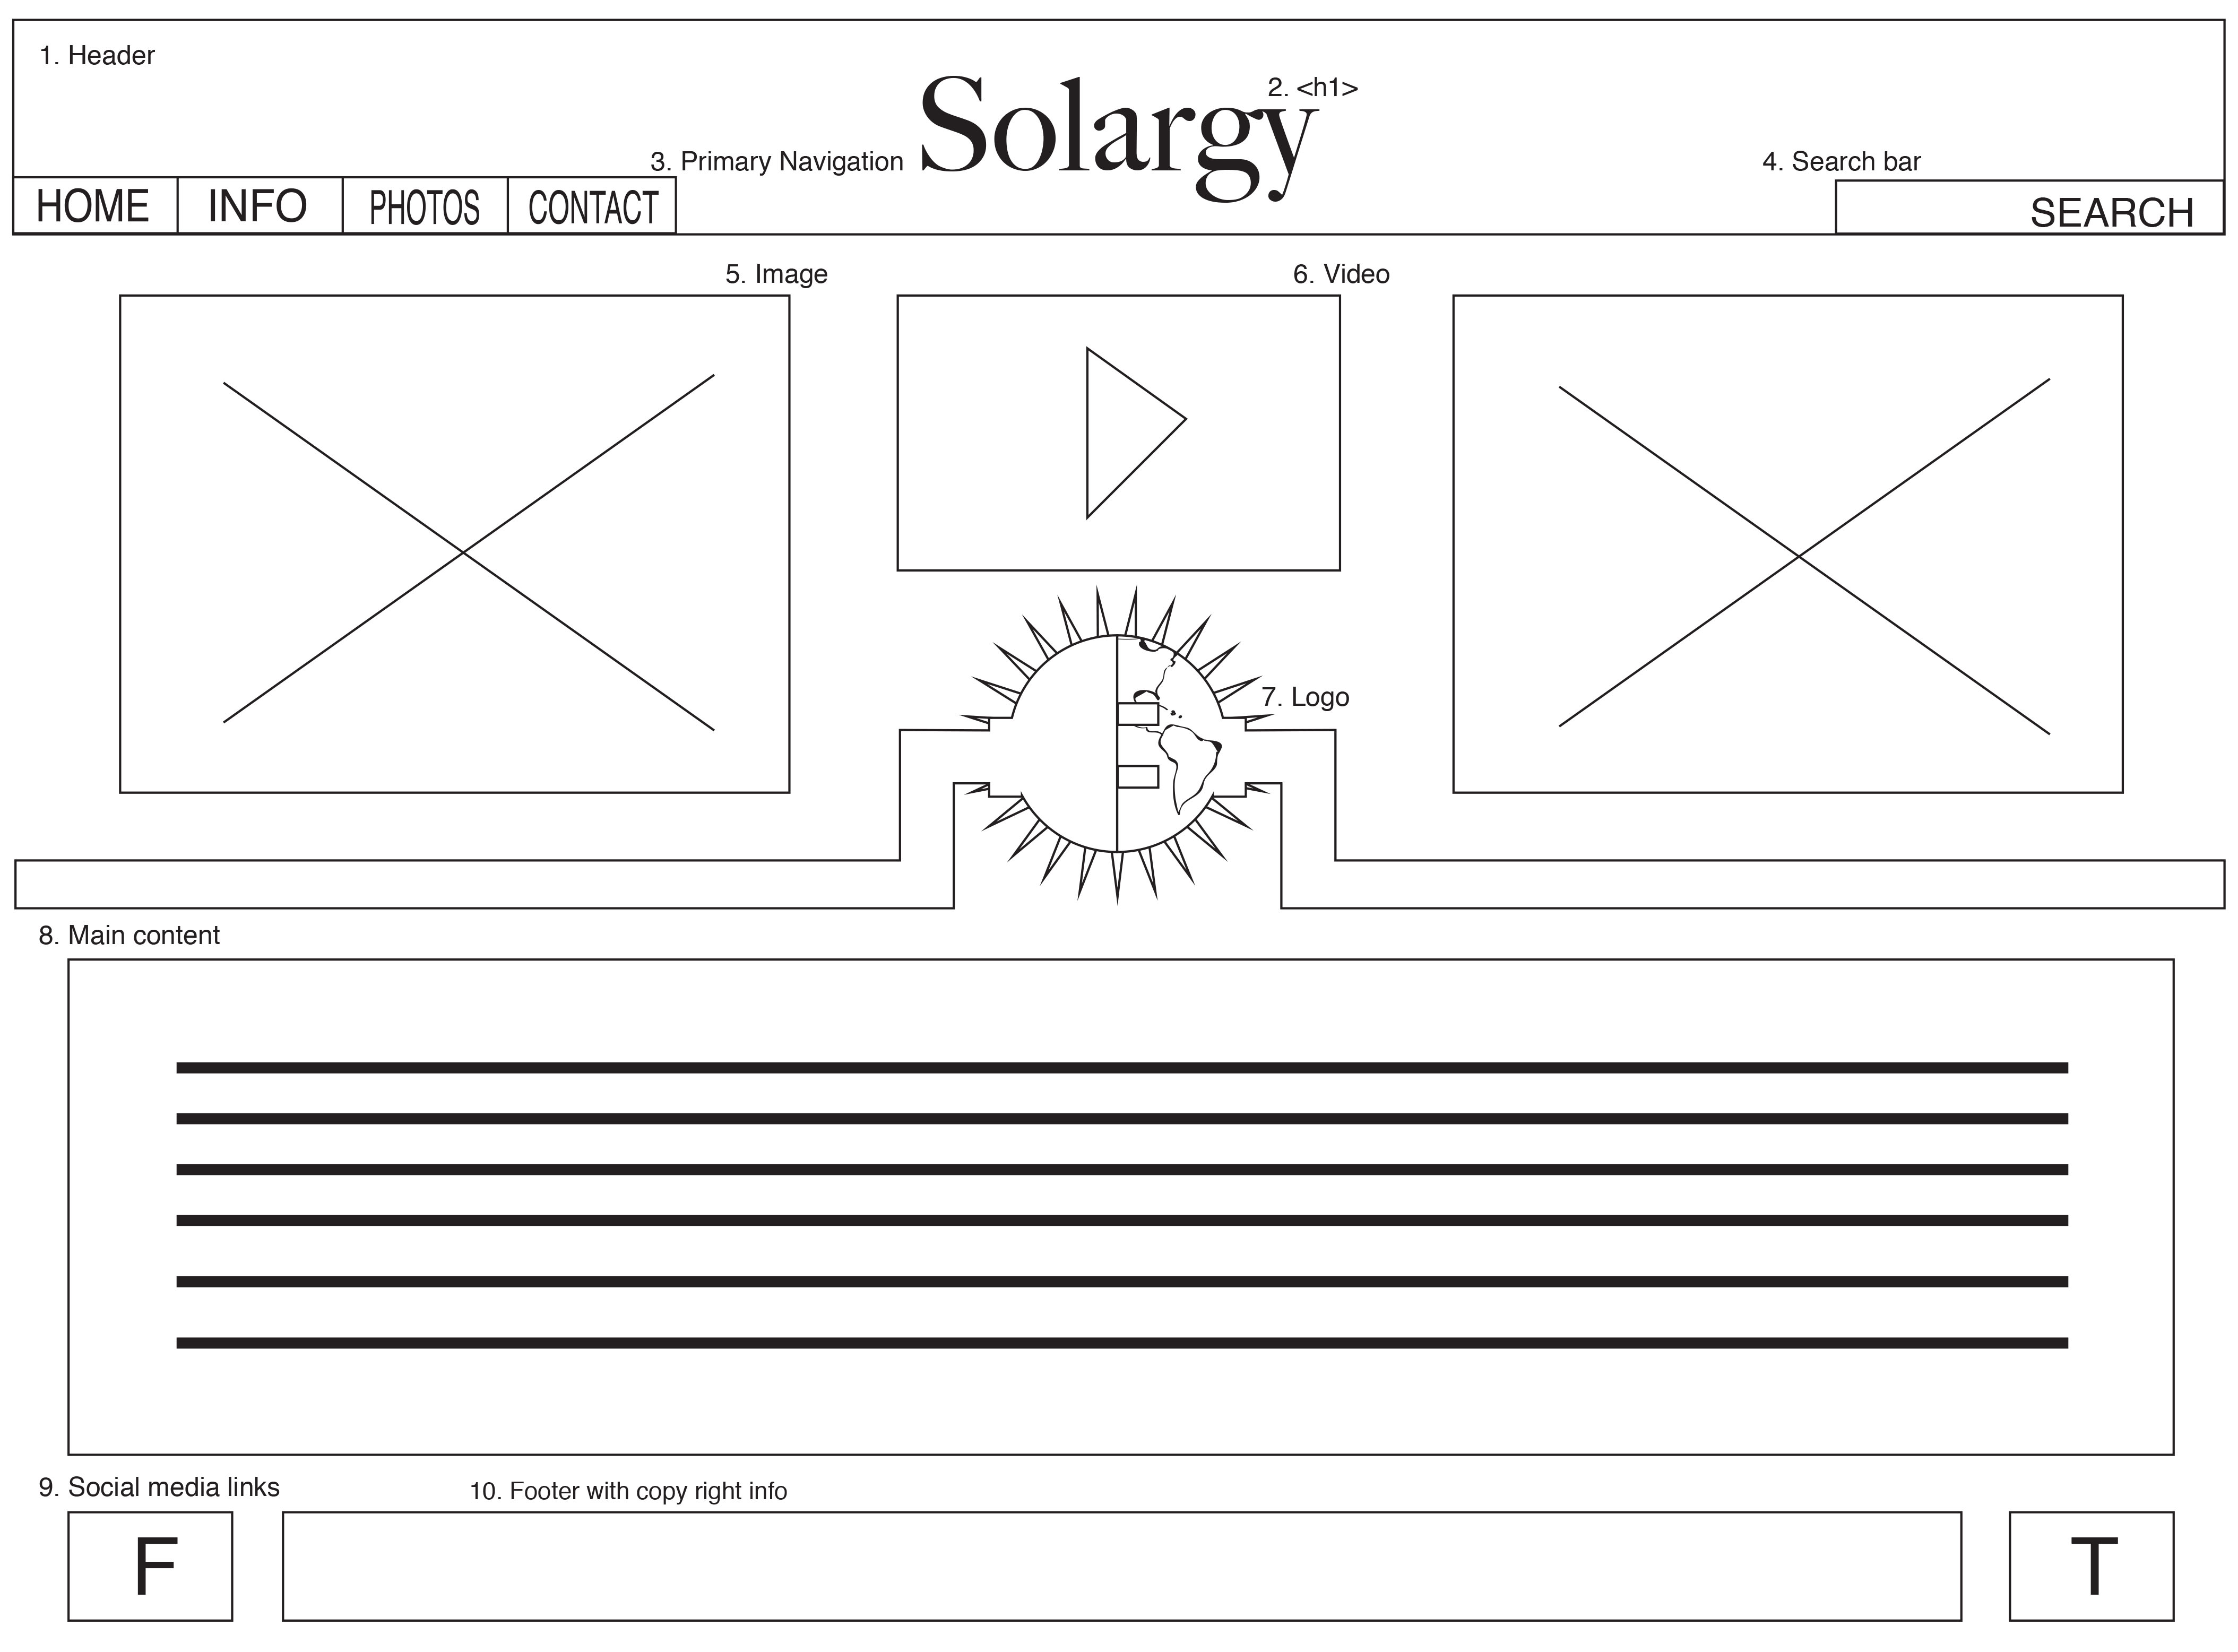 1. Header
2. <h1>
Solargy
3. Primary Navigation
4. Search bar
HOME
INFO
PHOTOS
CONTACT
SEARCH
5. Image
6. Video
7. Logo
8. Main content
9. Social media links
10. Footer with copy right info
F
T